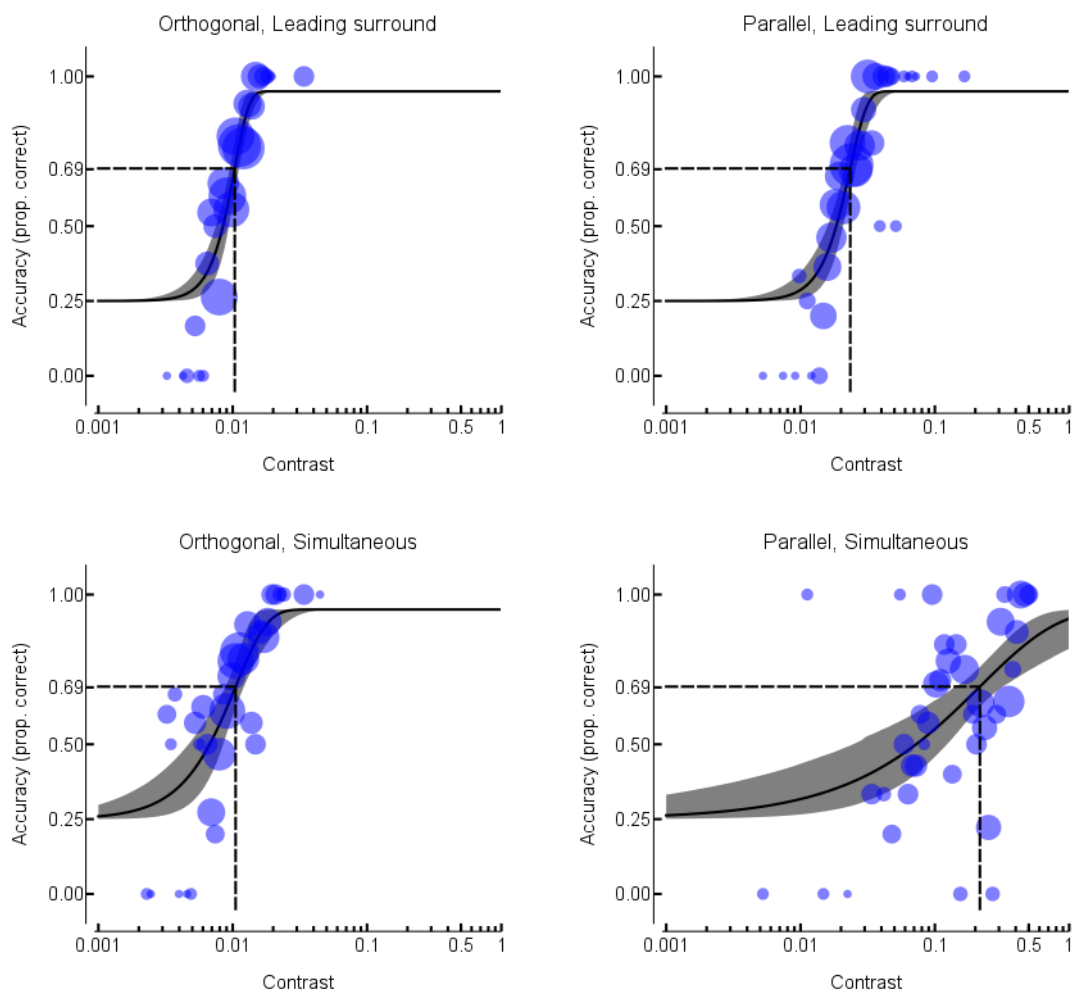 Orthogonal, Leading surround
1.00
0.69
0.50
0.25
0.00
Accuracy (prop. correct)
0.001 0.01 0.1 0.5 1
Contrast
Parallel, Leading surround
1.00
0.69
0.50
0.25
0.00
Accuracy (prop. correct)
0.001 0.01 0.1 0.5 1
Contrast
Orthogonal, Simultaneous
1.00
0.69
0.50
0.25
0.00
Accuracy (prop. correct)
0.001 0.01 0.1 0.5 1
Contrast
Parallel, Simultaneous
1.00
0.69
0.50
0.25
0.00
Accuracy (prop. correct)
0.001 0.01 0.1 0.5 1
Contrast